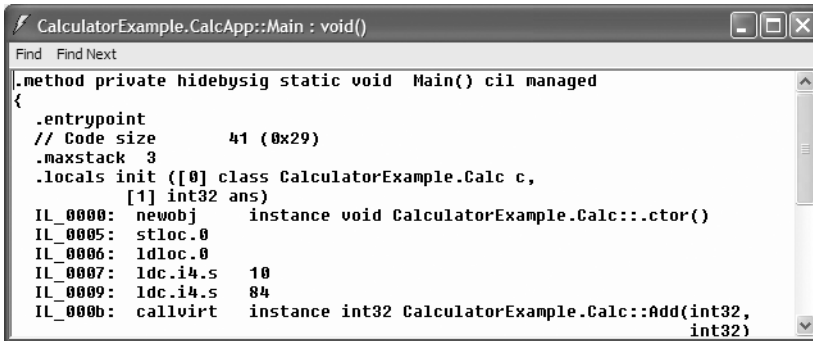 CalculatorExample.CalcApp::Main : void()
Find Find Next
.method private hidebysig static void  Main() cil managed
{
  .entrypoint
  // Code size       41 (0x29)
  .maxstack  3
  .locals init ([0] class CalculatorExample.Calc c,
           [1] int32 ans)
  IL_0000:  newobj     instance void CalculatorExample.Calc::.ctor()
  IL_0005:  stloc.0
  IL_0006:  ldloc.0
  IL_0007:  ldc.i4.s   10
  IL_0009:  ldc.i4.s   84
  IL_000b:  callvirt   instance int32 CalculatorExample.Calc::Add(int32,
                                                                  int32)